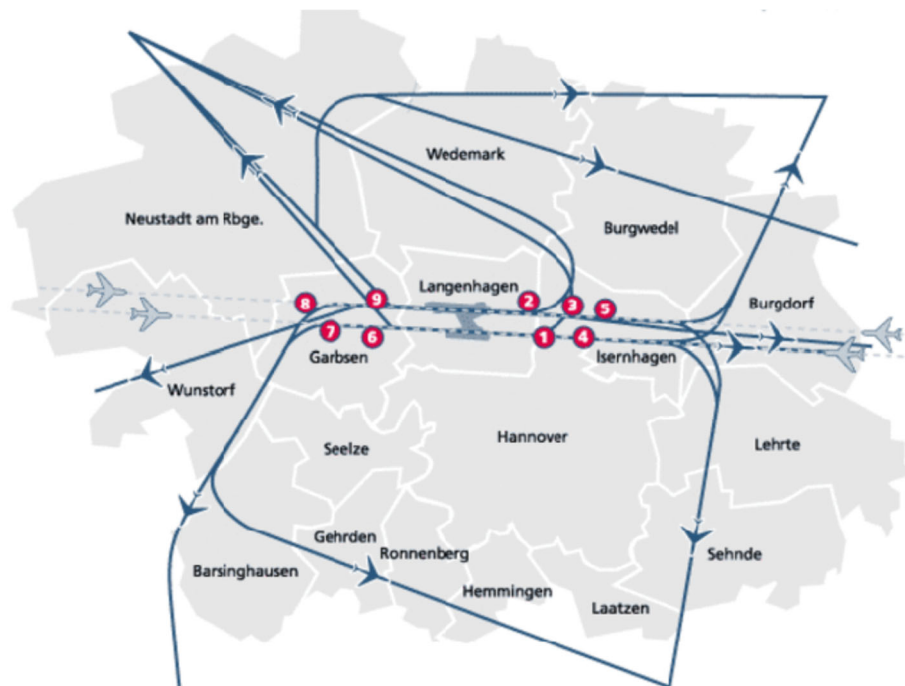 Wedemark
Neustadt am Rbge.
Burgwedel
Langenhagen
8
9
2
3
5
Burgdorf
7
6
1
4
Garbsen
Isernhagen
Wunstorf
Hannover
Seelze
Lehrte
Gehrden
Ronnenberg
Sehnde
Barsinghausen
Hemmingen
Laatzen